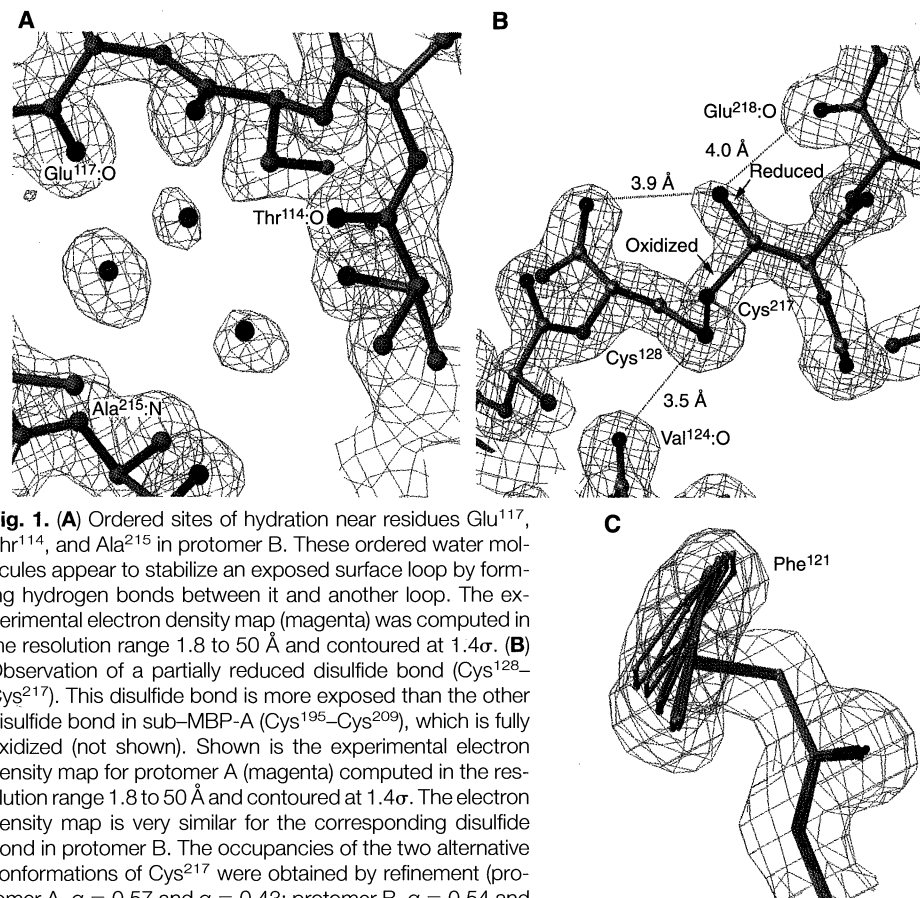 A
B
Glu117:O
Thr114:O
Ala215:N
Glu218:O
4.0 Å
Reduced
3.9 Å
Oxidized
Cys217
Cys128
3.5 Å
Val124:O
ig. 1. (A) Ordered sites of hydration near residues Glu117,
hr114, and Ala215 in protomer B. These ordered water mol-
cules appear to stabilize an exposed surface loop by form-
ng hydrogen bonds between it and another loop. The ex-
erimental electron density map (magenta) was computed in
he resolution range 1.8 to 50 Å and contoured at 1.4σ. (B)
Observation of a partially reduced disulfide bond (Cys128–
Cys217). This disulfide bond is more exposed than the other
isulfide bond in sub–MBP-A (Cys195–Cys209), which is fully
xidized (not shown). Shown is the experimental electron
ensity map for protomer A (magenta) computed in the res-
lution range 1.8 to 50 Å and contoured at 1.4σ. The electron
ensity map is very similar for the corresponding disulfide
ond in protomer B. The occupancies of the two alternative
onformations of Cys217 were obtained by refinement (pro-
C
Phe121